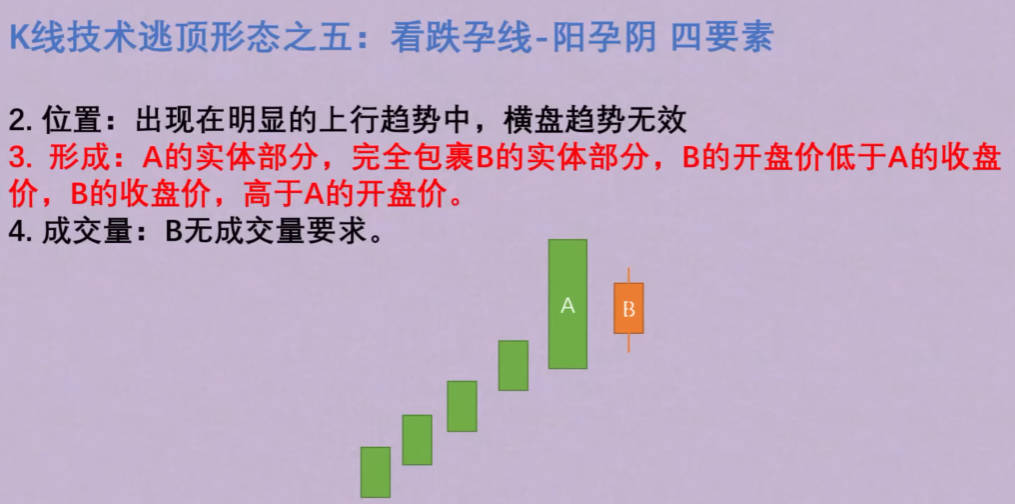 K线技术逃顶形态之五：看跌孕线-阳孕阴 四要素
2. 位置：出现在明显的上行趋势中，横盘趋势无效
3. 形成：A的实体部分，完全包裹B的实体部分，B的开盘价低于A的收盘
价，B的收盘价，高于A的开盘价。
4. 成交量：B无成交量要求。
A
B